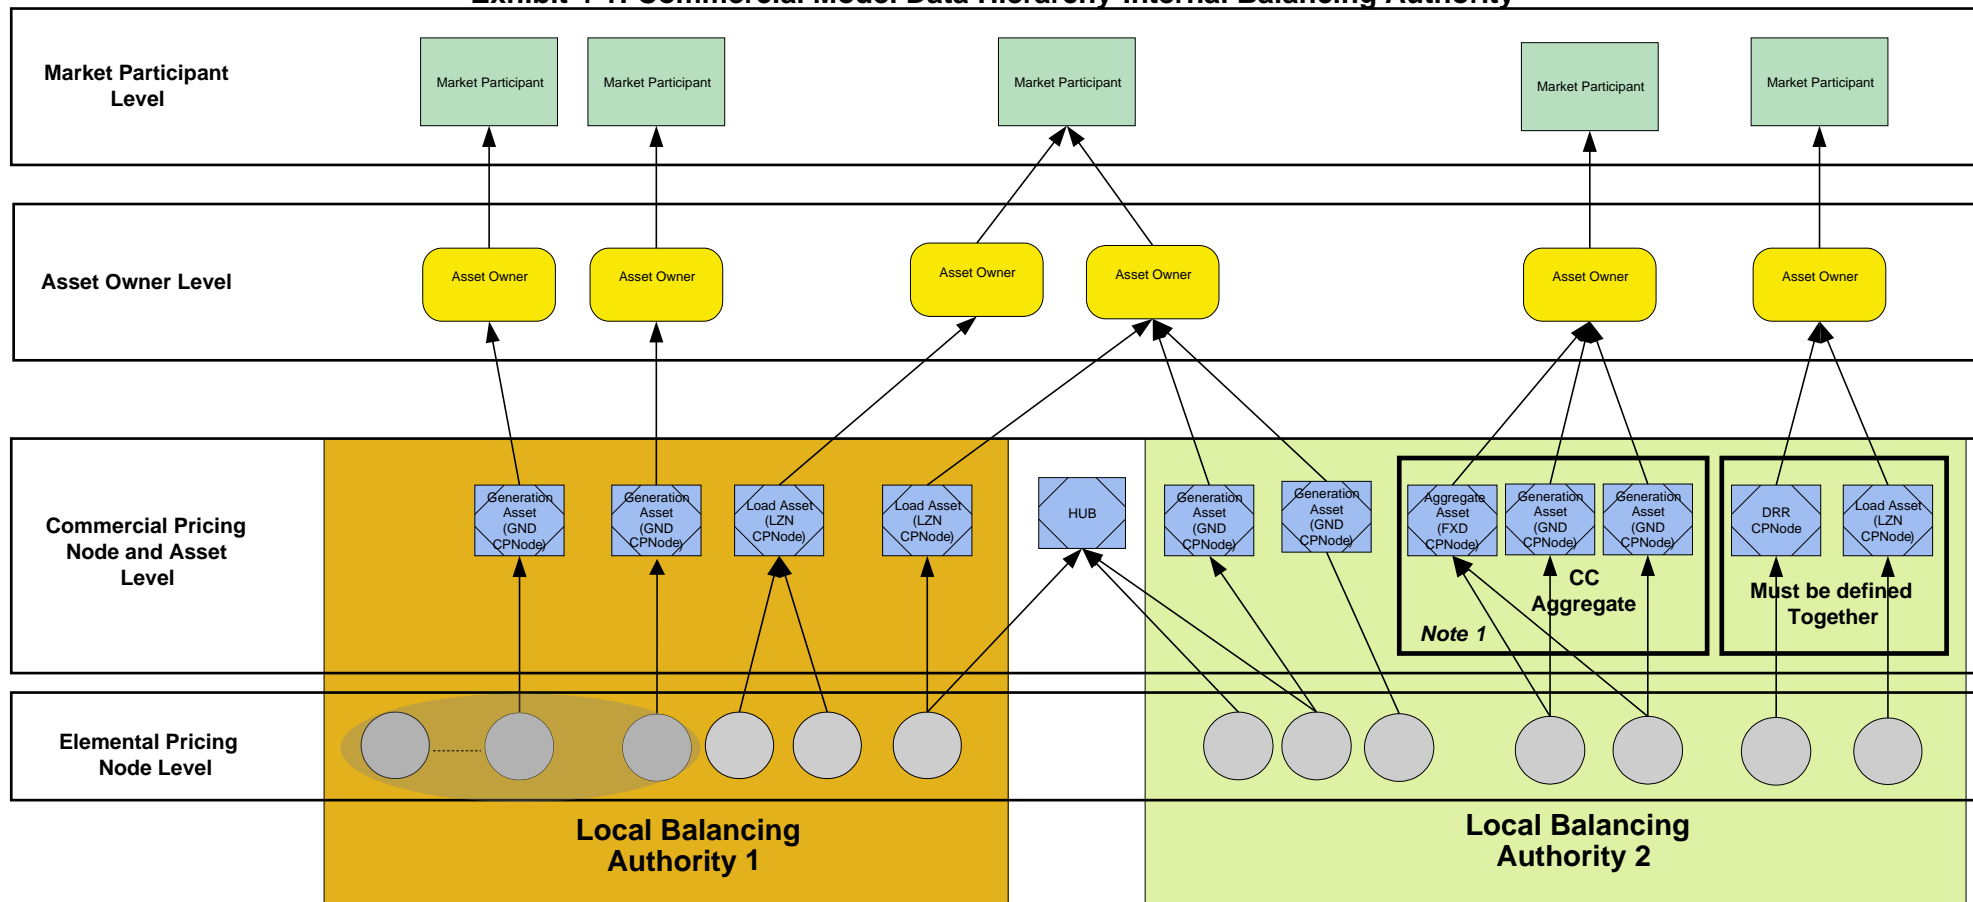 Market Participant
Level
Market Participant
Market Participant
Market Participant
Market Participant
Market Participant
Asset Owner Level
Asset Owner
Asset Owner
Asset Owner
Asset Owner
Asset Owner
Asset Owner
Commercial Pricing
Node and Asset
Level
Generation
Asset
(GND
CPNode)
Generation
Asset
(GND
CPNode)
Load Asset
(LZN
CPNode)
Load Asset
(LZN
CPNode)
HUB
Generation
Asset
(GND
CPNode)
Generation
Asset
(GND
CPNode)
Aggregate
Asset
(FXD
CPNode)
Generation
Asset
(GND
CPNode)
Generation
Asset
(GND
CPNode)
CC
Aggregate
Note 1
DRR
CPNode
Load Asset
(LZN
CPNode)
Must be defined
Together
Elemental Pricing
Node Level
Local Balancing
Authority 1
Local Balancing
Authority 2